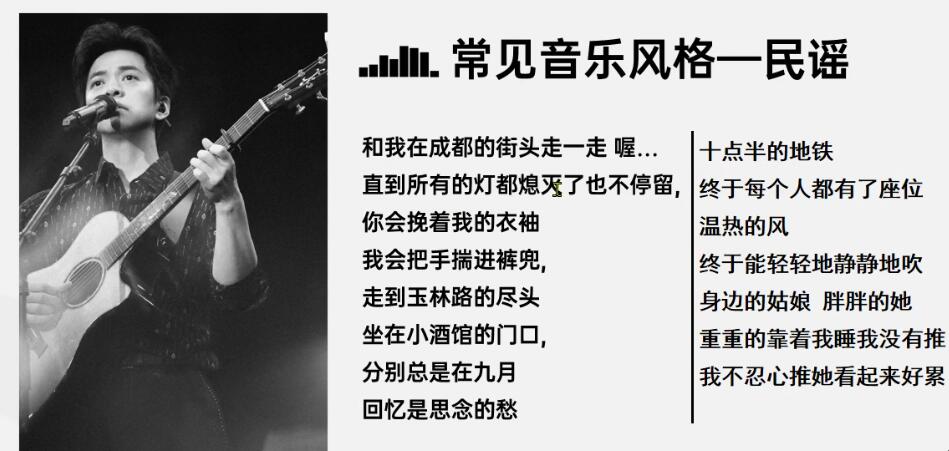 常见音乐风格—民谣
和我在成都的街头走一走 喔...
直到所有的灯都熄灭了也不停留,
你会挽着我的衣袖
我会把手揣进裤兜,
走到玉林路的尽头
坐在小酒馆的门口,
分别总是在九月
回忆是思念的愁
十点半的地铁
终于每个人都有了座位
温热的风
终于能轻轻地静静地吹
身边的姑娘 胖胖的她
重重的靠着我睡我没有推
我不忍心推她看起来好累